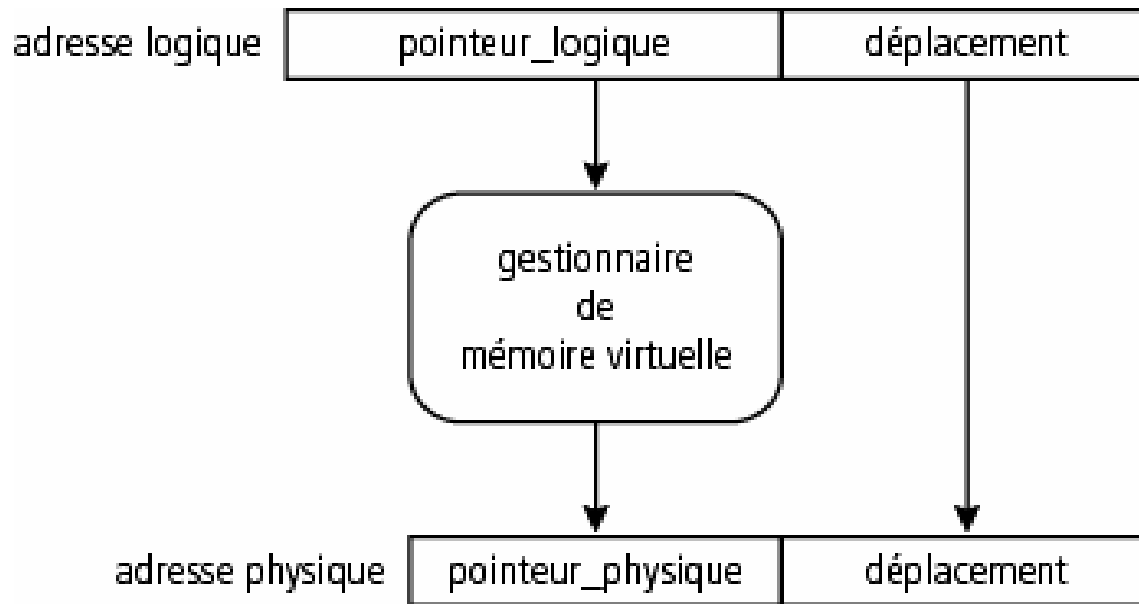 adresse logique pointeur_logique déplacement
gestionnaire
de
mémoire virtuelle
adresse physique pointeur_physique déplacement